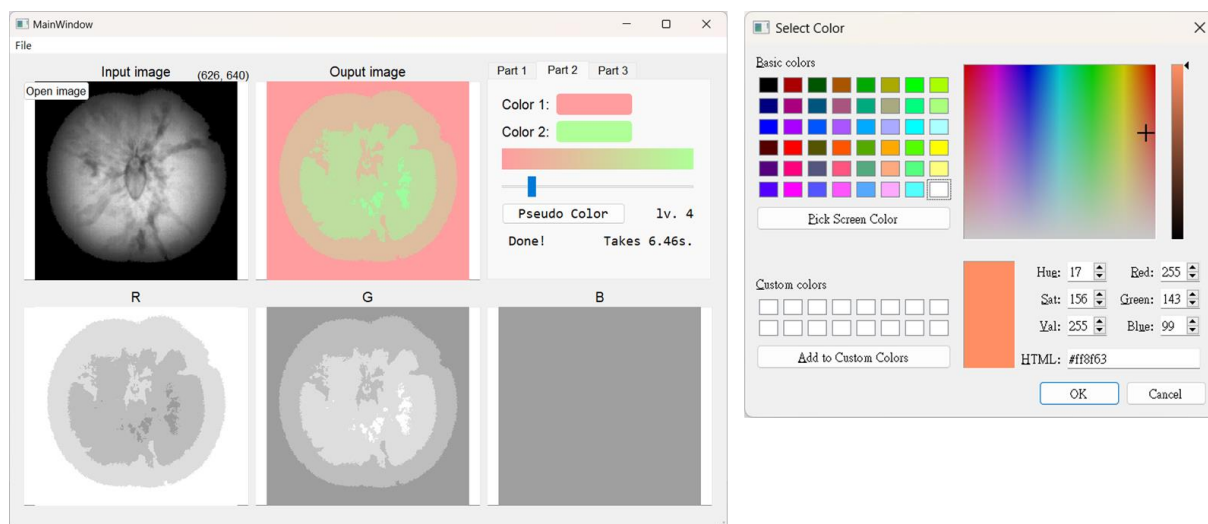 MainWindow
File
Input image
(626, 640)
Open image
Ouput image
Part 1
Part 2
Part 3
Color 1:
Color 2:
Pseudo Color
lv. 4
Done!
Takes 6.46s.
R
G
B
Select Color
Basic colors
Pick Screen Color
Custom colors
Add to Custom Colors
Hue: 17
Red: 255
Sat: 156
Green: 143
Val: 255
Blue: 99
HTML: #ff8f63
OK
Cancel